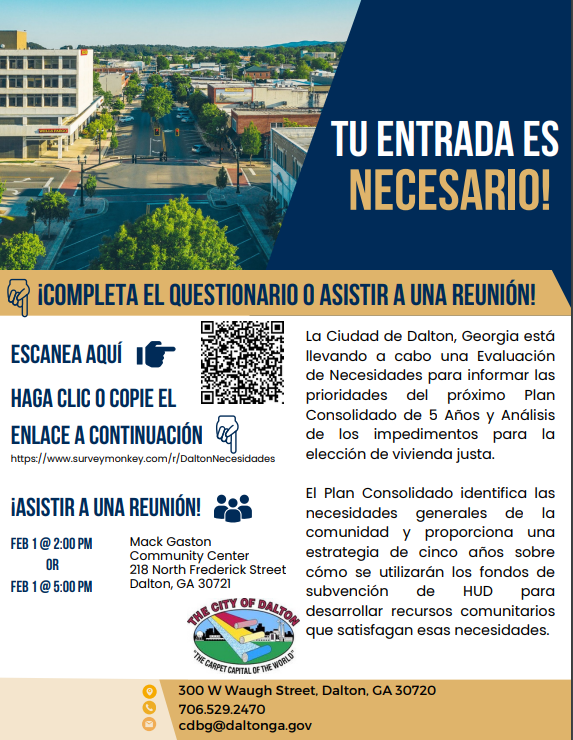 TU ENTRADA ES
NECESARIO!
¡COMPLETA EL QUESTIONARIO O ASISTIR A UNA REUNIÓN!
ESCANEA AQUÍ
HAGA CLIC O COPIE EL
ENLACE A CONTINUACIÓN
https://www.surveymonkey.com/r/DaltonNecesidades
¡ASISTIR A UNA REUNIÓN!
FEB 1 @ 2:00 PM
OR
FEB 1 @ 5:00 PM
Mack Gaston
Community Center
218 North Frederick Street
Dalton, GA 30721
La Ciudad de Dalton, Georgia está
llevando a cabo una Evaluación
de Necesidades para informar las
prioridades del próximo Plan
Consolidado de 5 Años y Análisis
de los impedimentos para la
elección de vivienda justa.
El Plan Consolidado identifica las
necesidades generales de la
comunidad y proporciona una
estrategia de cinco años sobre
cómo se utilizarán los fondos de
subvención de HUD para
desarrollar recursos comunitarios
que satisfagan esas necesidades.
THE CITY OF DALTON
"THE CARPET CAPITAL OF THE WORLD"
300 W Waugh Street, Dalton, GA 30720
706.529.2470
cdbg@daltonga.gov